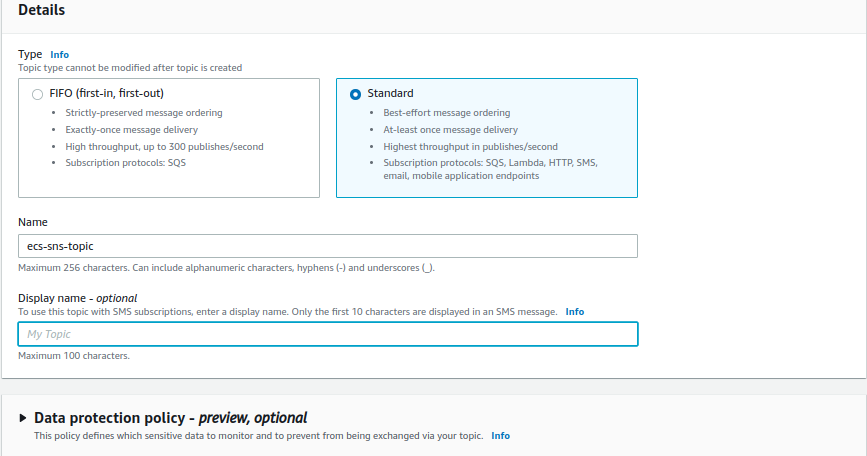 Details
Type Info
Topic type cannot be modified after topic is created
FIFO (first-in, first-out)
• Strictly-preserved message ordering
• Exactly-once message delivery
• High throughput, up to 300 publishes/second
• Subscription protocols: SQS
Standard
• Best-effort message ordering
• At-least once message delivery
• Highest throughput in publishes/second
• Subscription protocols: SQS, Lambda, HTTP, SMS,
email, mobile application endpoints
Name
ecs-sns-topic
Maximum 256 characters. Can include alphanumeric characters, hyphens (-) and underscores (_).
Display name - optional
To use this topic with SMS subscriptions, enter a display name. Only the first 10 characters are displayed in an SMS message. Info
My Topic
Maximum 100 characters.
Data protection policy - preview, optional
This policy defines which sensitive data to monitor and to prevent from being exchanged via your topic. Info